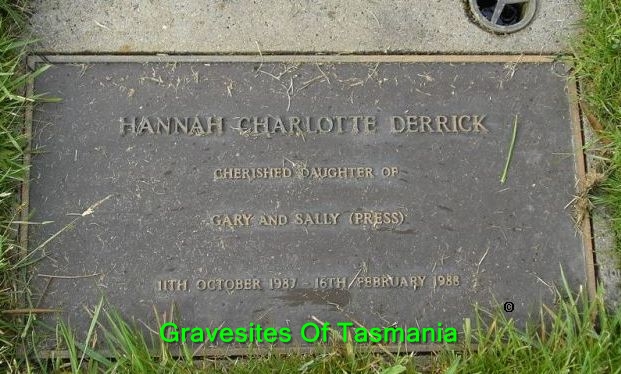 HANNAH CHARLOTTE DERRICK
CHERISHED DAUGHTER OF
GARY AND SALLY (PRESS)
11TH OCTOBER 1987 - 16TH FEBRUARY 1988
©
Gravesites Of Tasmania